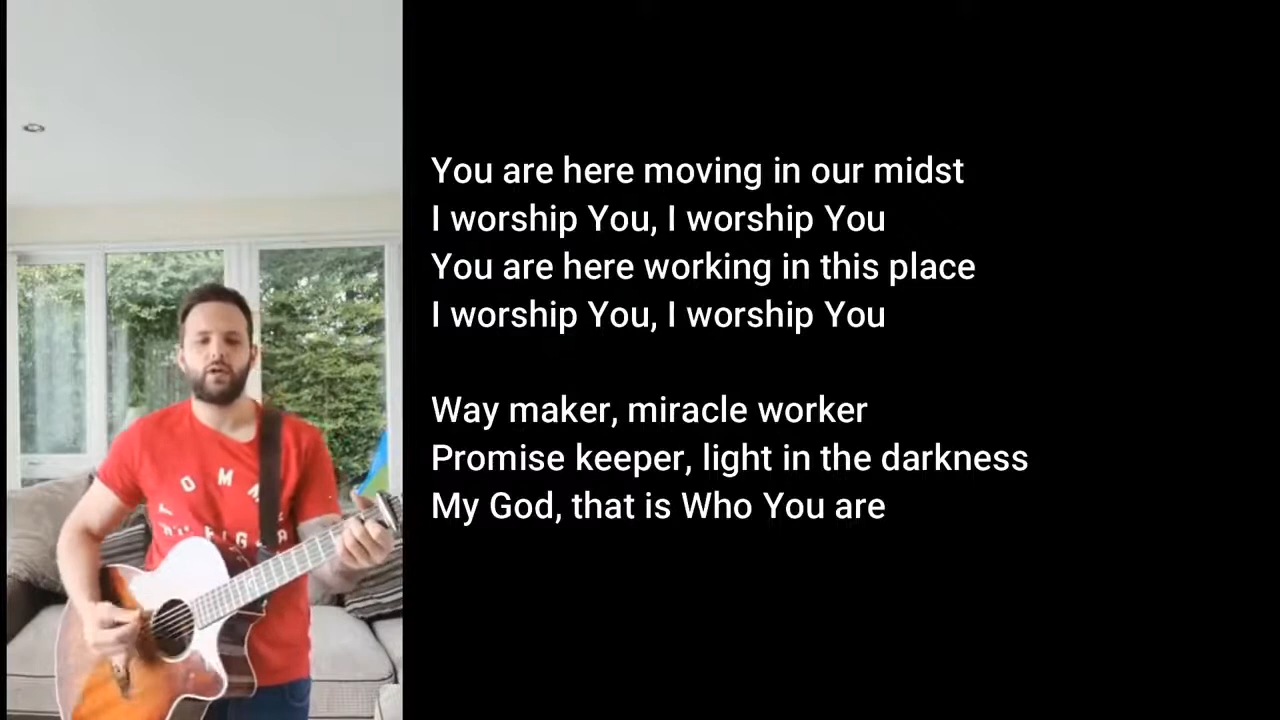 You are here moving in our midst
I worship You, I worship You
You are here working in this place
I worship You, I worship You
Way maker, miracle worker
Promise keeper, light in the darkness
My God, that is Who You are